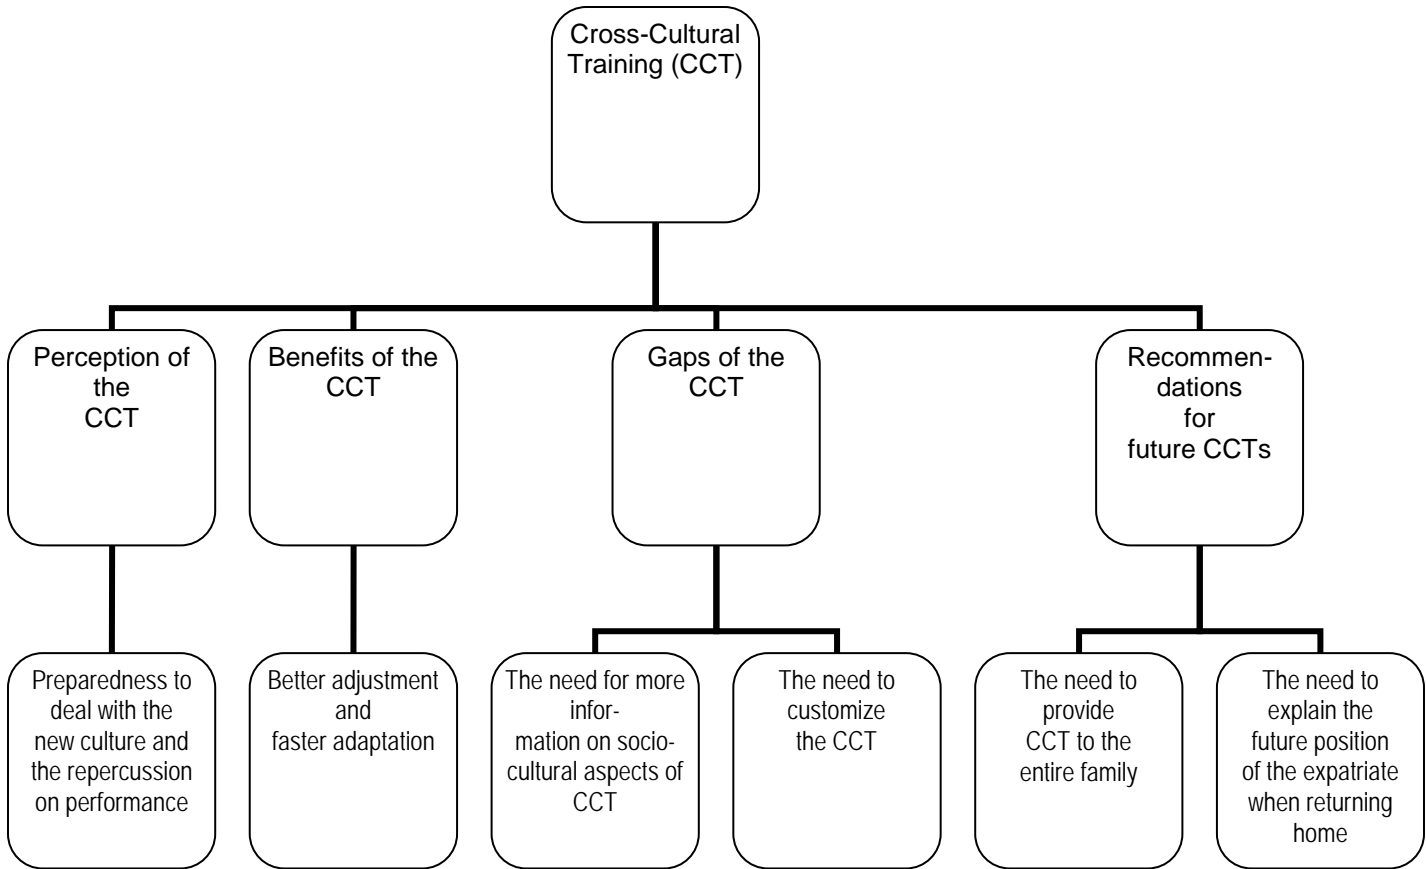 Cross-Cultural
Training (CCT)
Perception of
the
CCT
Benefits of the
CCT
Gaps of the
CCT
Recommen-
dations
for
future CCTs
Preparedness to
deal with the
new culture and
the repercussion
on performance
Better adjustment
and
faster adaptation
The need for more
infor-
mation on socio-
cultural aspects of
CCT
The need to
customize
the CCT
The need to
provide
CCT to the
entire family
The need to
explain the
future position
of the expatriate
when returning
home